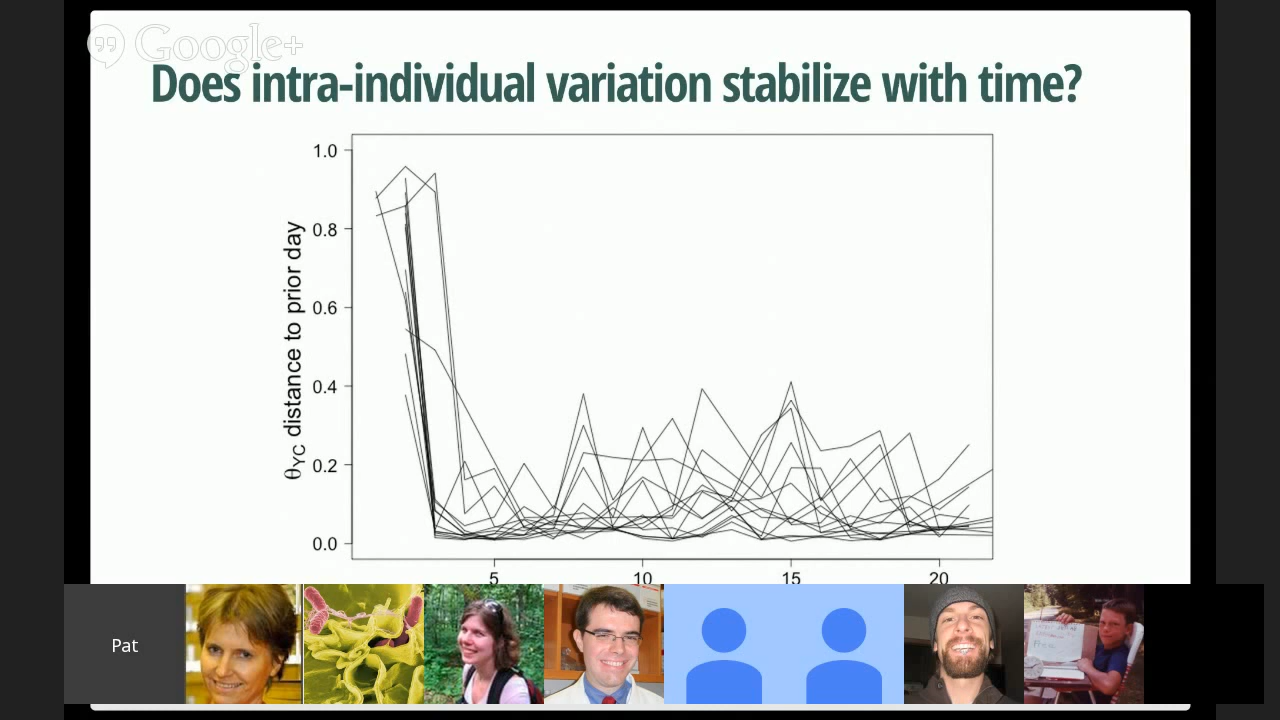 Google+
Does intra-individual variation stabilize with time?
1.0
0.8
0.6
0.4
0.2
0.0
θYC distance to prior day
5 10 15 20
Pat